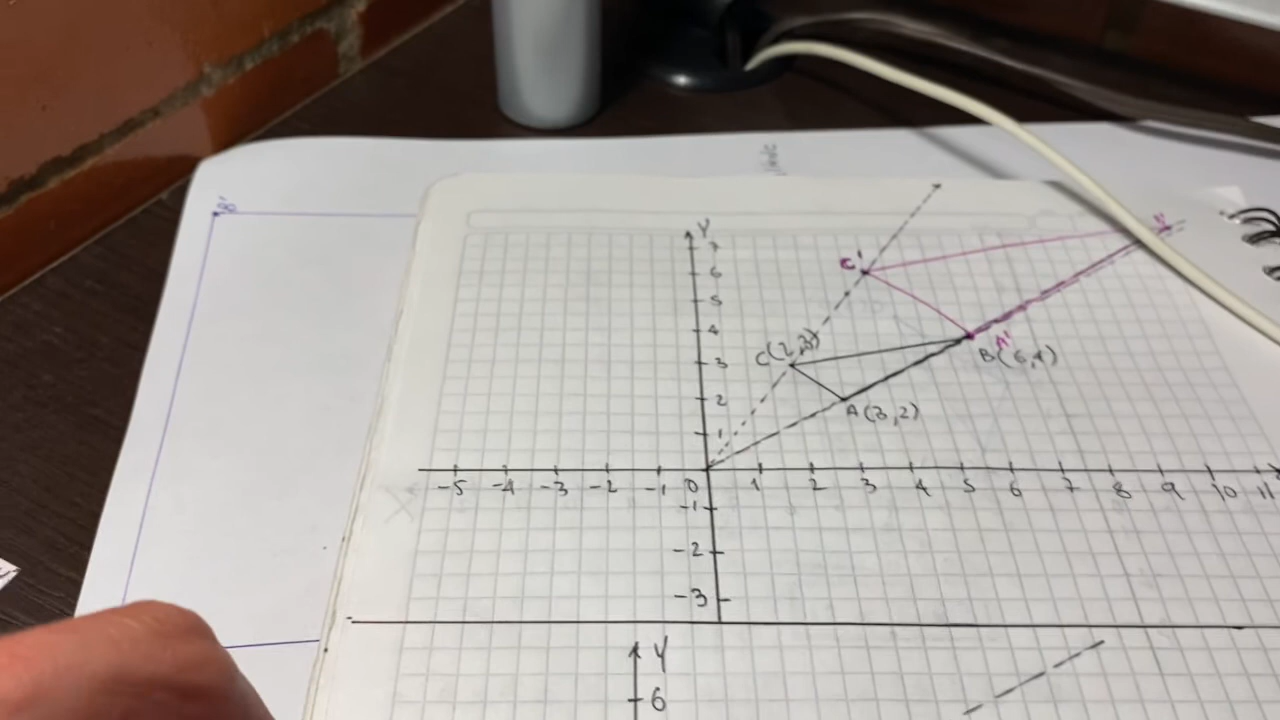 B'
Y
7
6
5
4
3
2
1
C'
C(2,3)
A'
B(6,4)
A(3,2)
-5 -4 -3 -2 -1 0 1 2 3 4 5 6 7 8 9 10 11
-1
-2
-3
Y
6